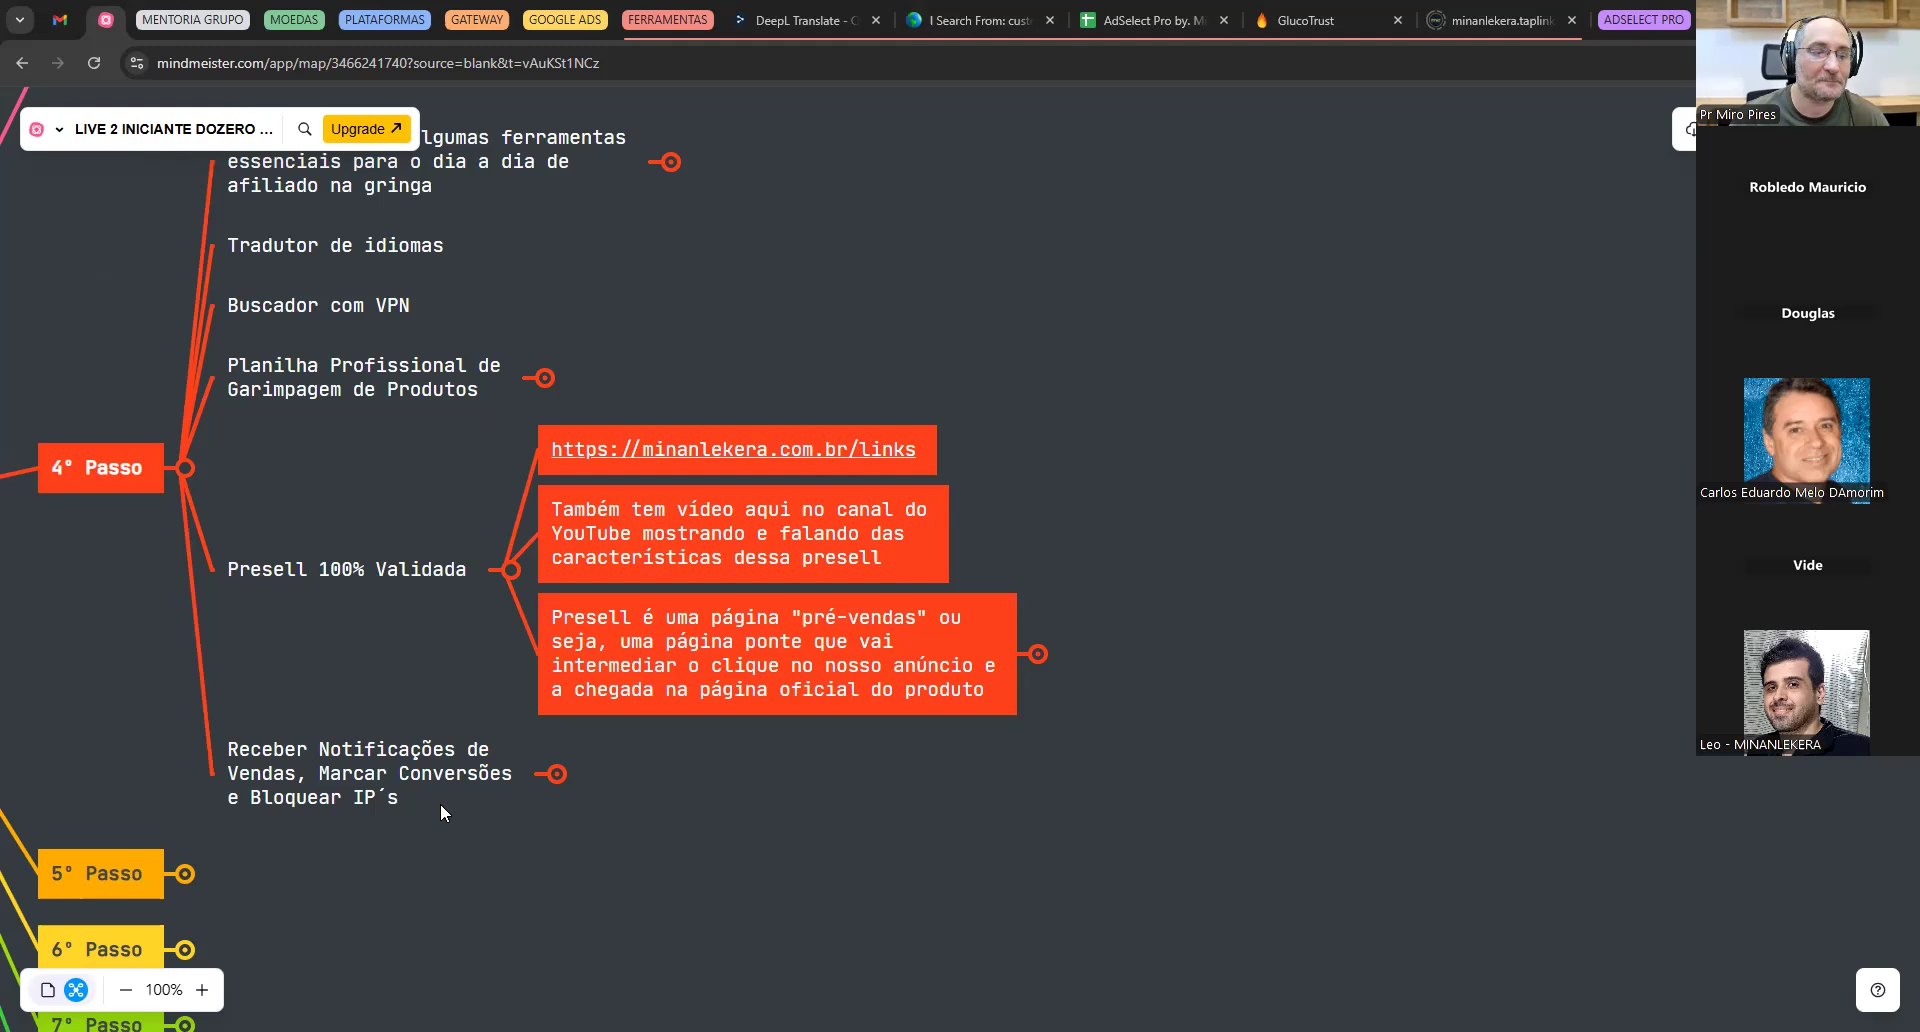 MENTORIA GRUPO
MOEDAS
PLATAFORMAS
GATEWAY
GOOGLE ADS
FERRAMENTAS
DeepL Translate -
I Search From: cust
AdSelect Pro by. M
GlucoTrust
minanlekera.taplink
ADSELECT PRO
mindmeister.com/app/map/3466241740?source=blank&t=vAuKSt1NCz
LIVE 2 INICIANTE DOZERO ...
Upgrade
lgumas ferramentas
essenciais para o dia a dia de
afiliado na gringa
Tradutor de idiomas
Buscador com VPN
Planilha Profissional de
Garimpagem de Produtos
4° Passo
https://minanlekera.com.br/links
Também tem vídeo aqui no canal do
YouTube mostrando e falando das
características dessa presell
Presell 100% Validada
Presell é uma página "pré-vendas" ou
seja, uma página ponte que vai
intermediar o clique no nosso anúncio e
a chegada na página oficial do produto
Receber Notificações de
Vendas, Marcar Conversões
e Bloquear IP´s
5° Passo
6° Passo
7° Passo
100%
Pr Miro Pires
Robledo Mauricio
Douglas
Carlos Eduardo Melo DAmorim
Vide
Leo - MINANLEKERA